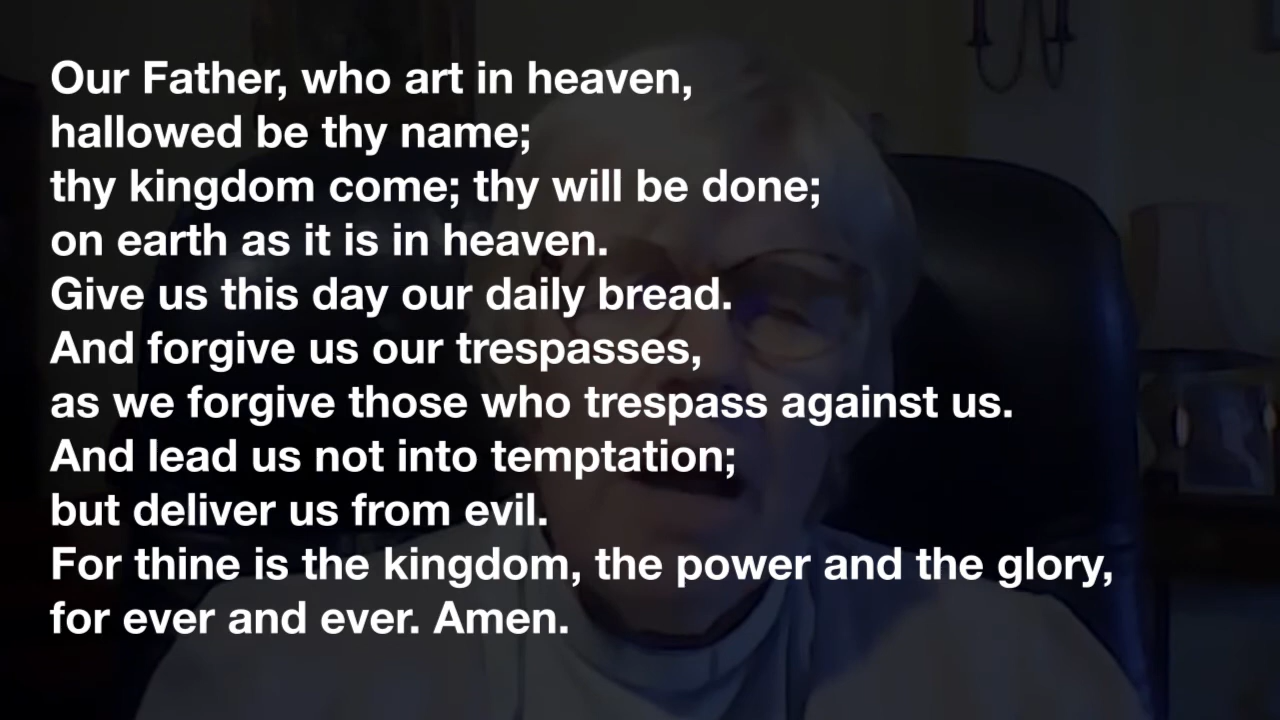 Our Father, who art in heaven,
hallowed be thy name;
thy kingdom come; thy will be done;
on earth as it is in heaven.
Give us this day our daily bread.
And forgive us our trespasses,
as we forgive those who trespass against us.
And lead us not into temptation;
but deliver us from evil.
For thine is the kingdom, the power and the glory,
for ever and ever. Amen.